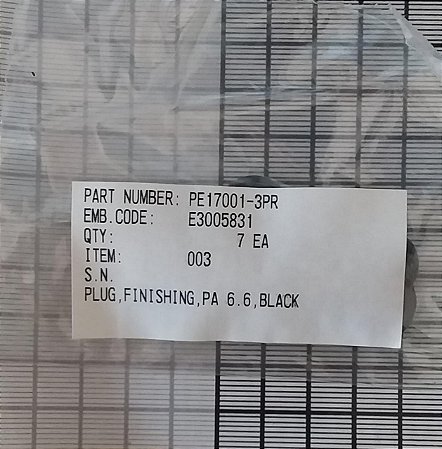 PART NUMBER: PE17001-3PR
EMB.CODE: E3005831
QTY: 7 EA
ITEM: 003
S.N.
PLUG,FINISHING,PA 6.6,BLACK